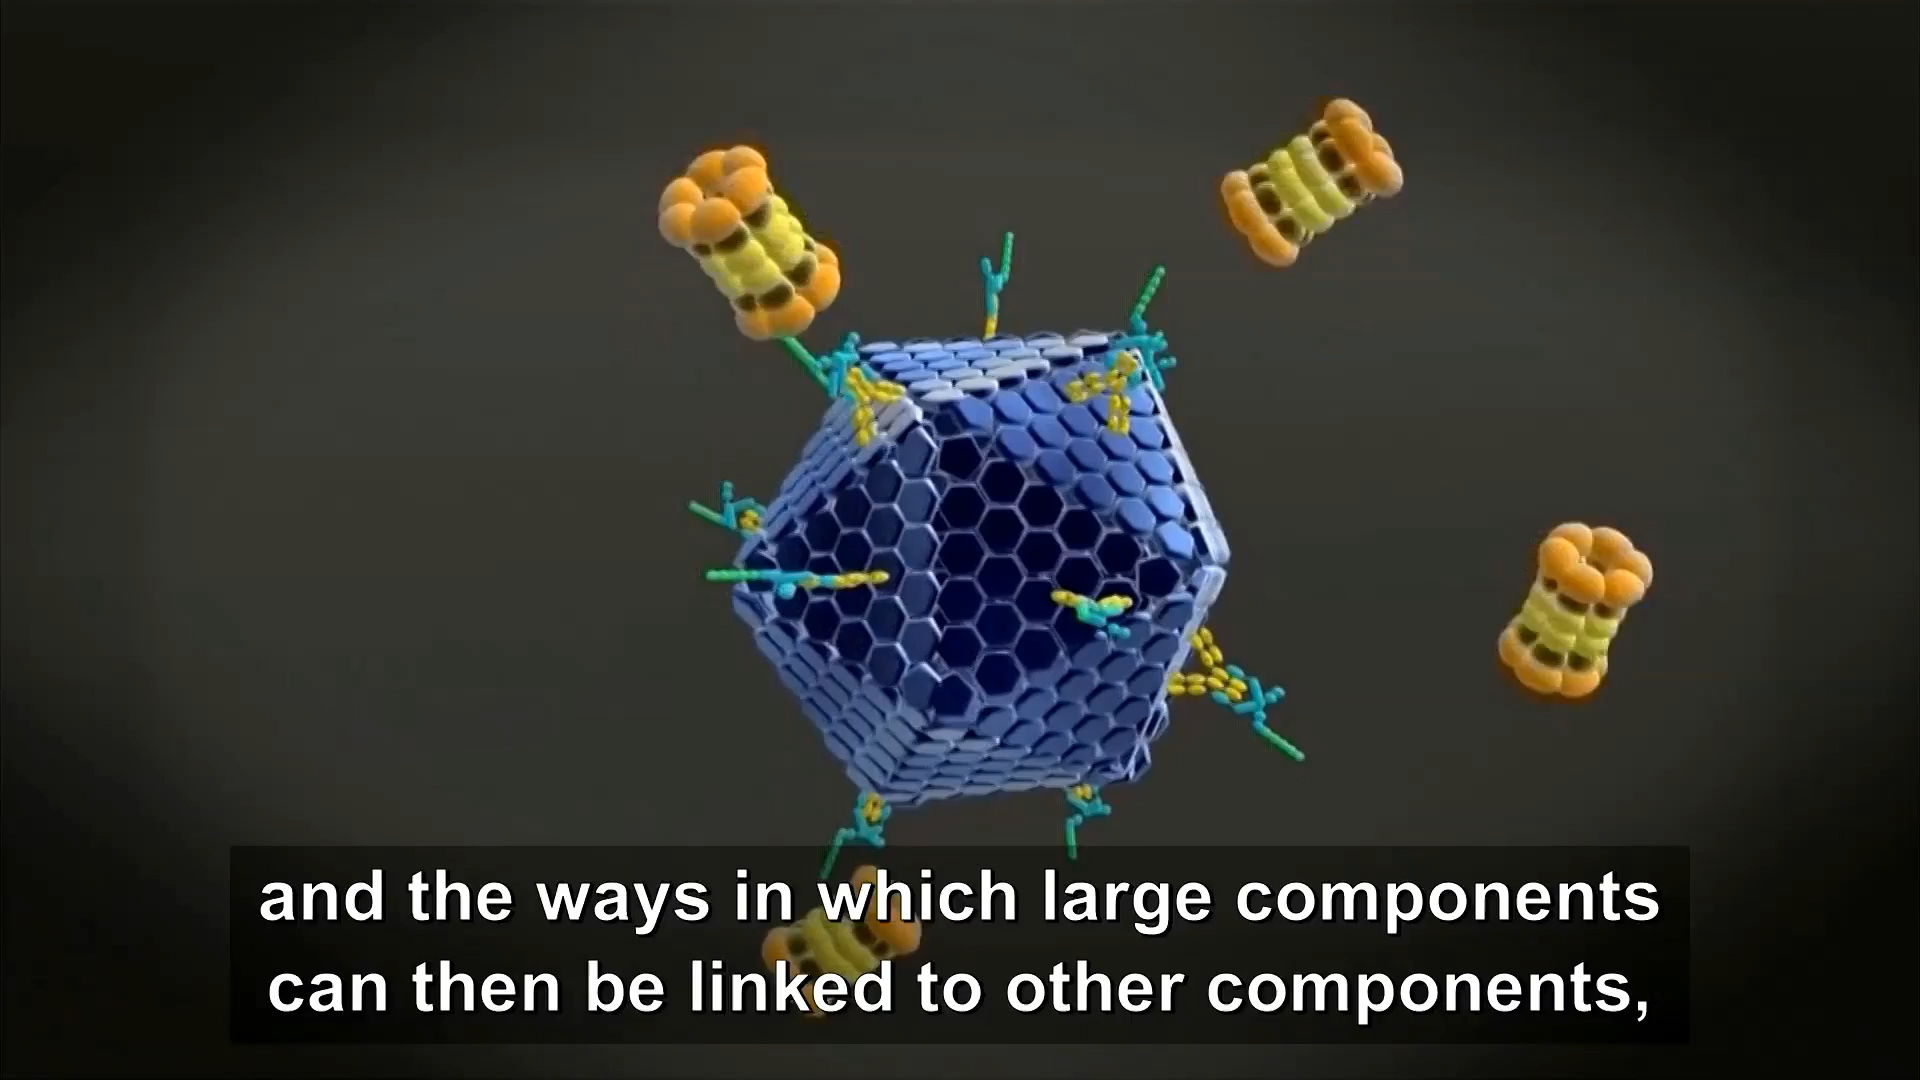 and the ways in which large components
can then be linked to other components,